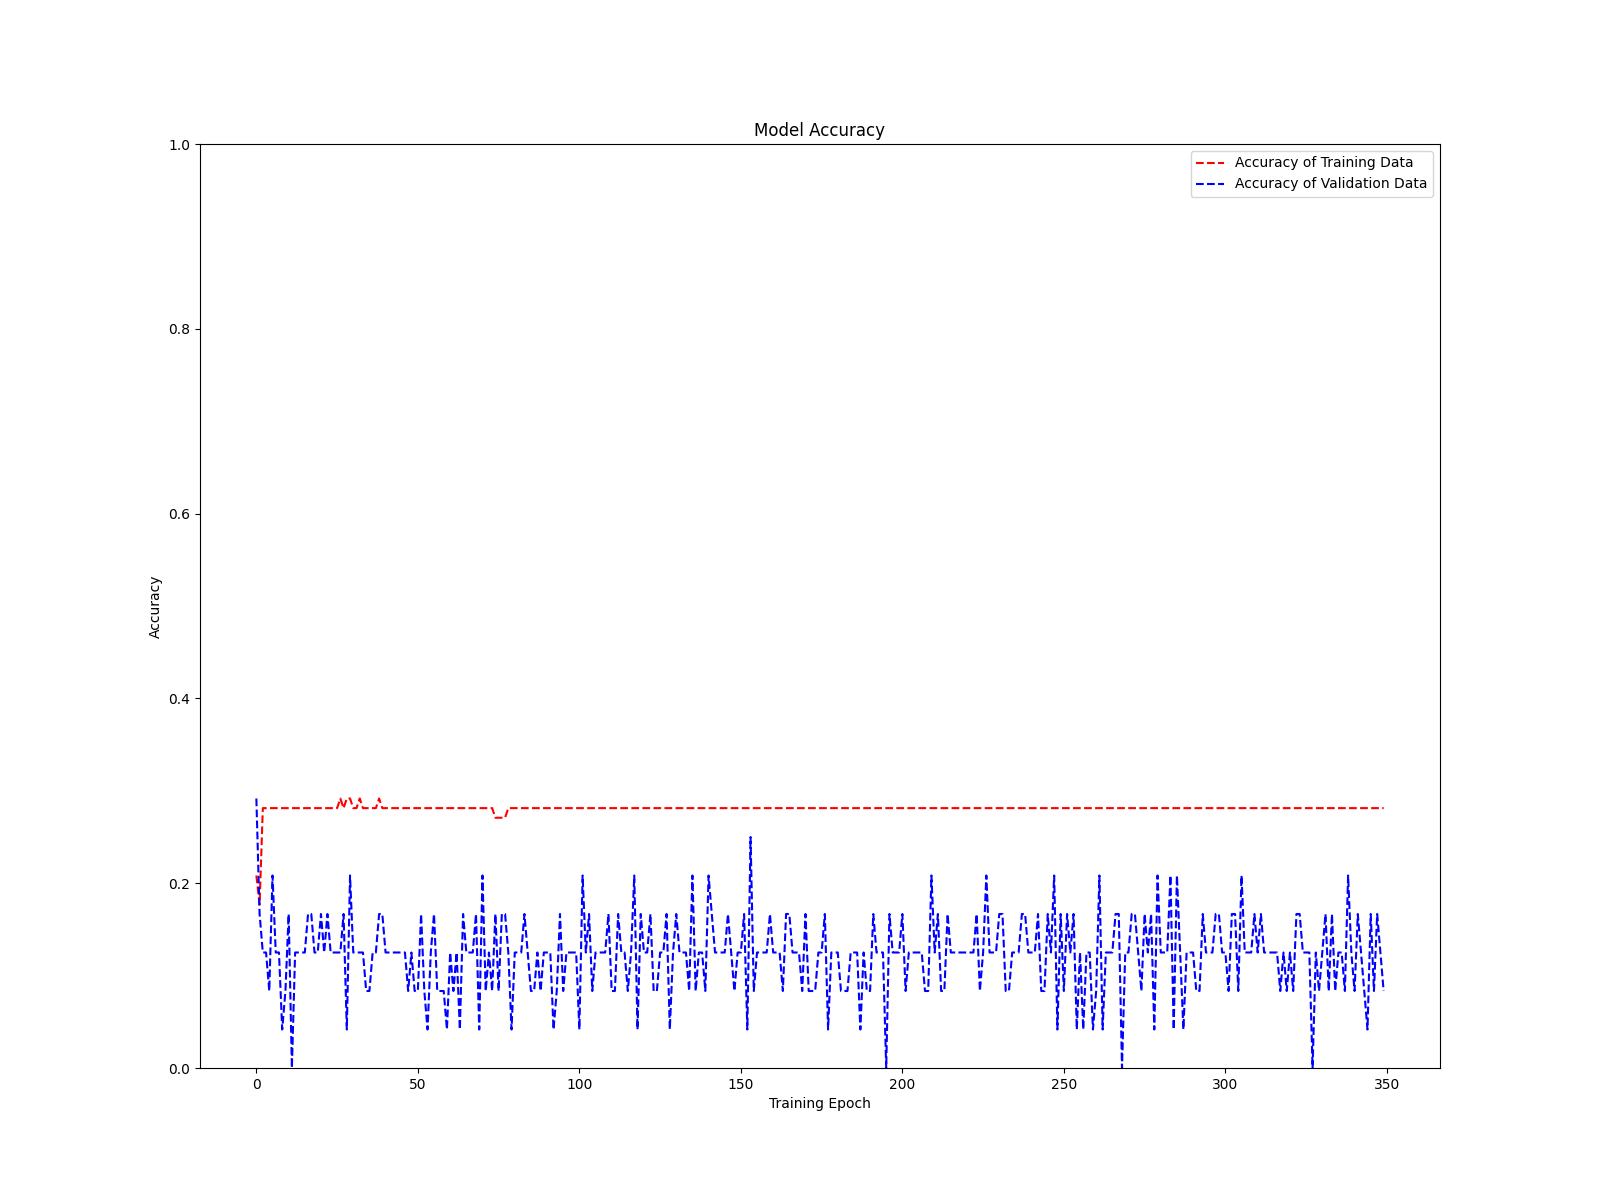 Model Accuracy
Accuracy of Training Data
Accuracy of Validation Data
1.0
0.8
0.6
0.4
0.2
0.0
Accuracy
0 50 100 150 200 250 300 350
Training Epoch